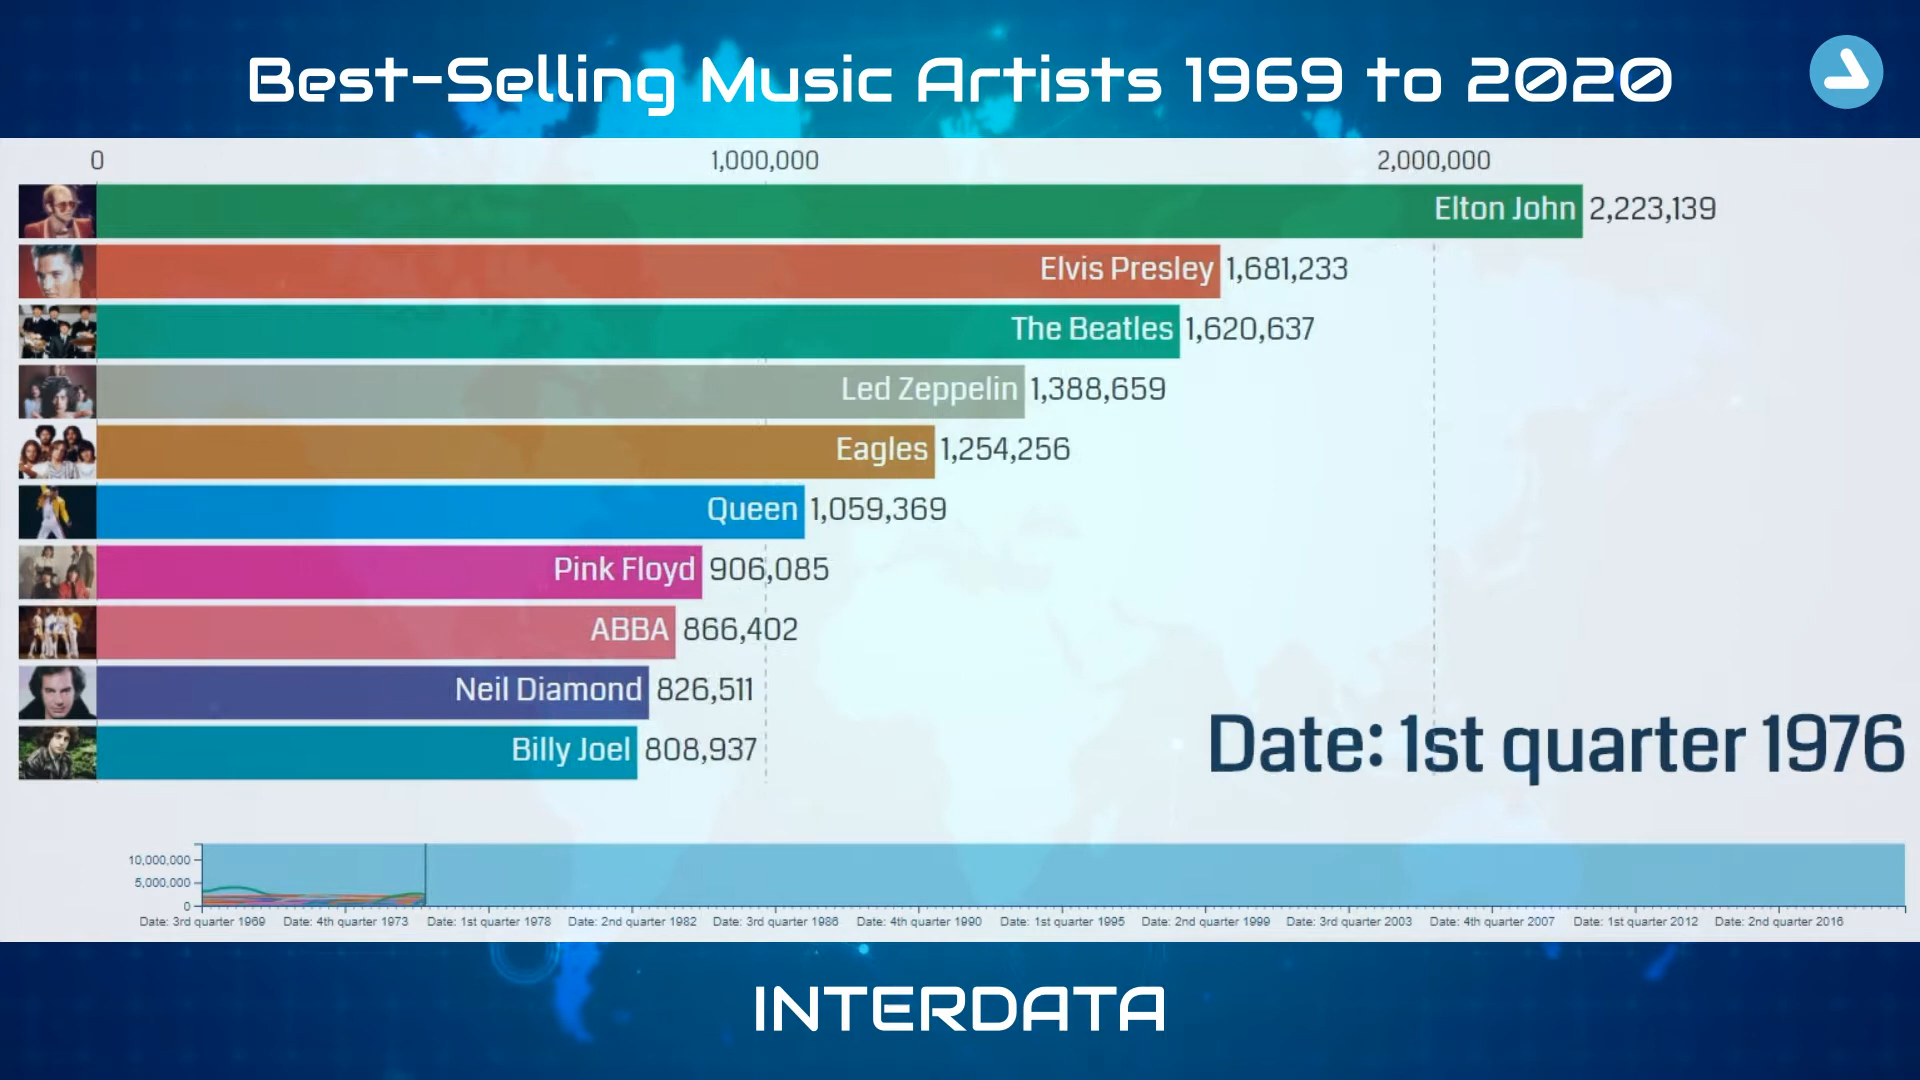 Best-Selling Music Artists 1969 to 2020
0 1,000,000 2,000,000
Elton John 2,223,139
Elvis Presley 1,681,233
The Beatles 1,620,637
Led Zeppelin 1,388,659
Eagles 1,254,256
Queen 1,059,369
Pink Floyd 906,085
ABBA 866,402
Neil Diamond 826,511
Billy Joel 808,937
Date: 1st quarter 1976
10,000,000
5,000,000
0
Date: 3rd quarter 1969 Date: 4th quarter 1973 Date: 1st quarter 1978 Date: 2nd quarter 1982 Date: 3rd quarter 1986 Date: 4th quarter 1990 Date: 1st quarter 1995 Date: 2nd quarter 1999 Date: 3rd quarter 2003 Date: 4th quarter 2007 Date: 1st quarter 2012 Date: 2nd quarter 2016
INTERDATA